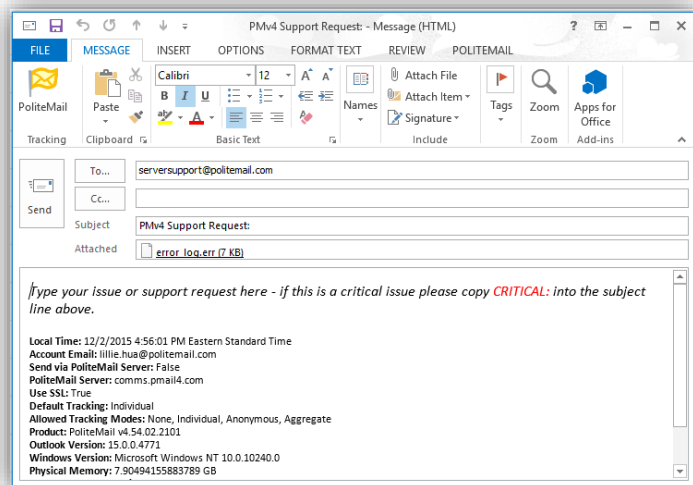 PMv4 Support Request: - Message (HTML)
?
FILE MESSAGE INSERT OPTIONS FORMAT TEXT REVIEW POLITEMAIL
PoliteMail
Paste
Calibri 12 A A
B I U
ab A
Names
Attach File
Attach Item
Signature
Tags
Zoom
Apps for
Office
Tracking Clipboard Basic Text Include Zoom Add-ins
Send
To... serversupport@politemail.com
Cc...
Subject PMv4 Support Request:
Attached error_log.err (7 KB)
Type your issue or support request here - if this is a critical issue please copy CRITICAL: into the subject
line above.
Local Time: 12/2/2015 4:56:01 PM Eastern Standard Time
Account Email: lillie.hua@politemail.com
Send via PoliteMail Server: False
PoliteMail Server: comms.pmail4.com
Use SSL: True
Default Tracking: Individual
Allowed Tracking Modes: None, Individual, Anonymous, Aggregate
Product: PoliteMail v4.54.02.2101
Outlook Version: 15.0.0.4771
Windows Version: Microsoft Windows NT 10.0.10240.0
Physical Memory: 7.90494155883789 GB